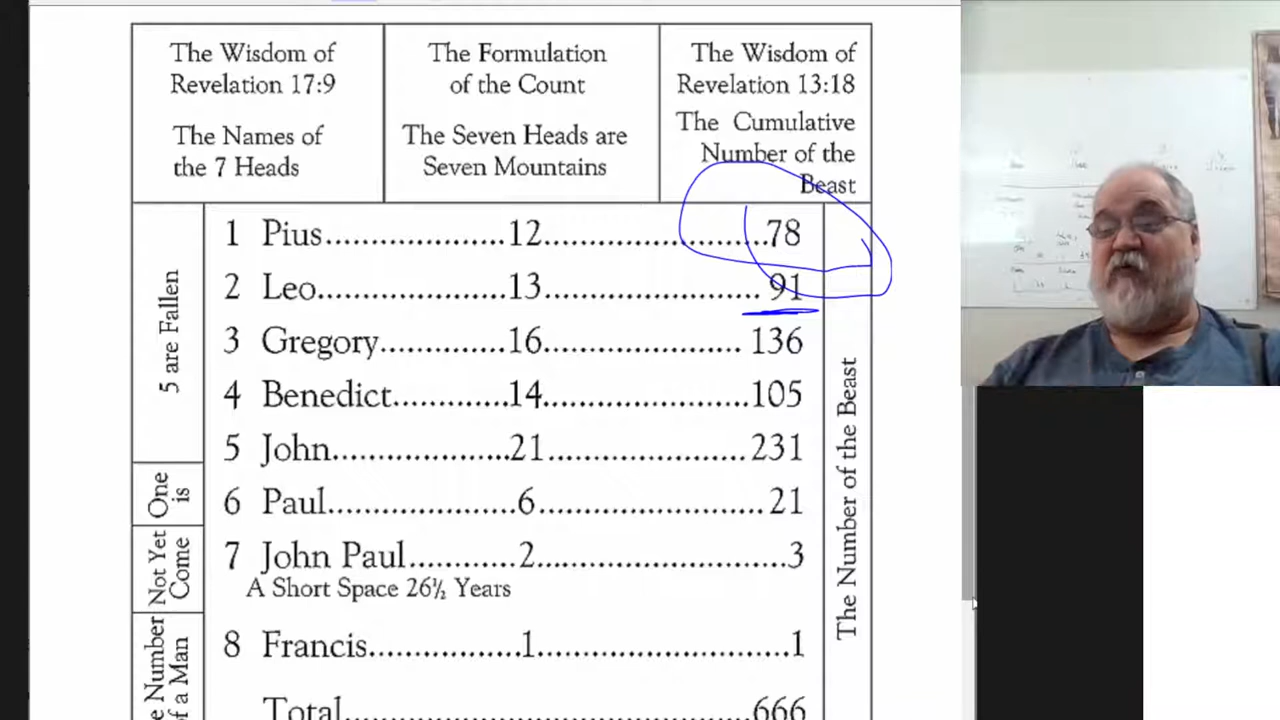 The Wisdom of
Revelation 17:9
The Names of
the 7 Heads
The Formulation
of the Count
The Seven Heads are
Seven Mountains
The Wisdom of
Revelation 13:18
The Cumulative
Number of the
Beast
5 are Fallen
1 Pius....................12.........................78
2 Leo.....................13........................... 91
3 Gregory..............16....................... 136
4 Benedict.............14.......................105
5 John....................21.......................231
One
is
6 Paul.....................6..........................21
Not Yet
Come
7 John Paul...........2.............................3
A Short Space 26½ Years
Number
of a Man
8 Francis.................1............................1
Total...........................................666
The Number of the Beast